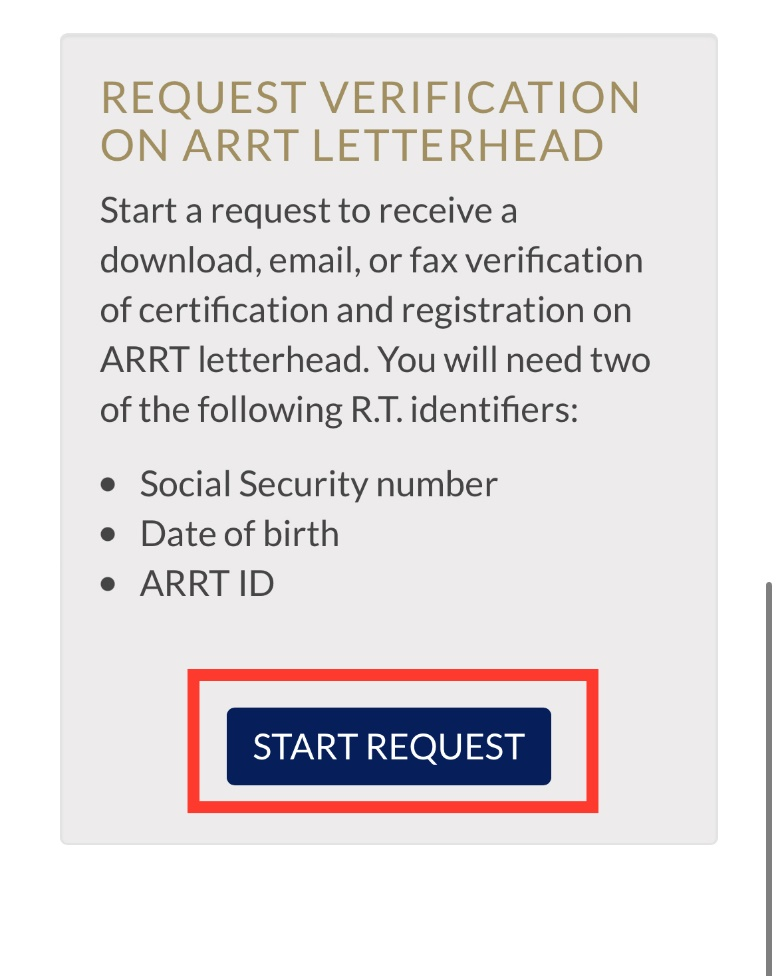 REQUEST VERIFICATION
ON ARRT LETTERHEAD
Start a request to receive a
download, email, or fax verification
of certification and registration on
ARRT letterhead. You will need two
of the following R.T. identifiers:
• Social Security number
• Date of birth
• ARRT ID
START REQUEST